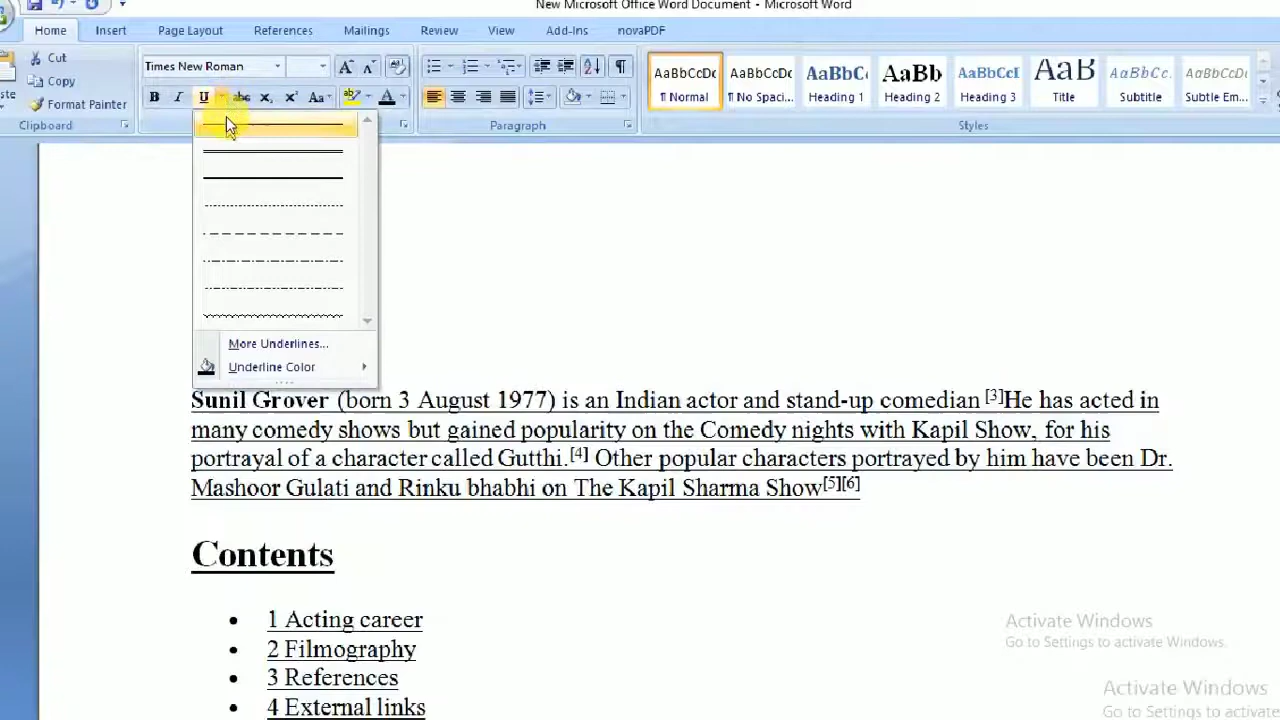 New Microsoft Office Word Document - Microsoft Word
Home Insert Page Layout References Mailings Review View Add-Ins novaPDF
Cut
Copy
Format Painter
Clipboard
Times New Roman
B I U abc x₂ x² Aa ab A
Paragraph
AaBbCcDc AaBbCcDc AaBbC AaBb AaBbCcI AaB AaBbCc. AaBbCcDc
¶ Normal ¶ No Spaci... Heading 1 Heading 2 Heading 3 Title Subtitle Subtle Em...
Styles
More Underlines...
Underline Color
Sunil Grover (born 3 August 1977) is an Indian actor and stand-up comedian [3]He has acted in
many comedy shows but gained popularity on the Comedy nights with Kapil Show, for his
portrayal of a character called Gutthi.[4] Other popular characters portrayed by him have been Dr.
Mashoor Gulati and Rinku bhabhi on The Kapil Sharma Show[5][6]
Contents
• 1 Acting career
• 2 Filmography
• 3 References
• 4 External links
Activate Windows
Go to Settings to activate Windows.
Activate Windows
Go to Settings to activate